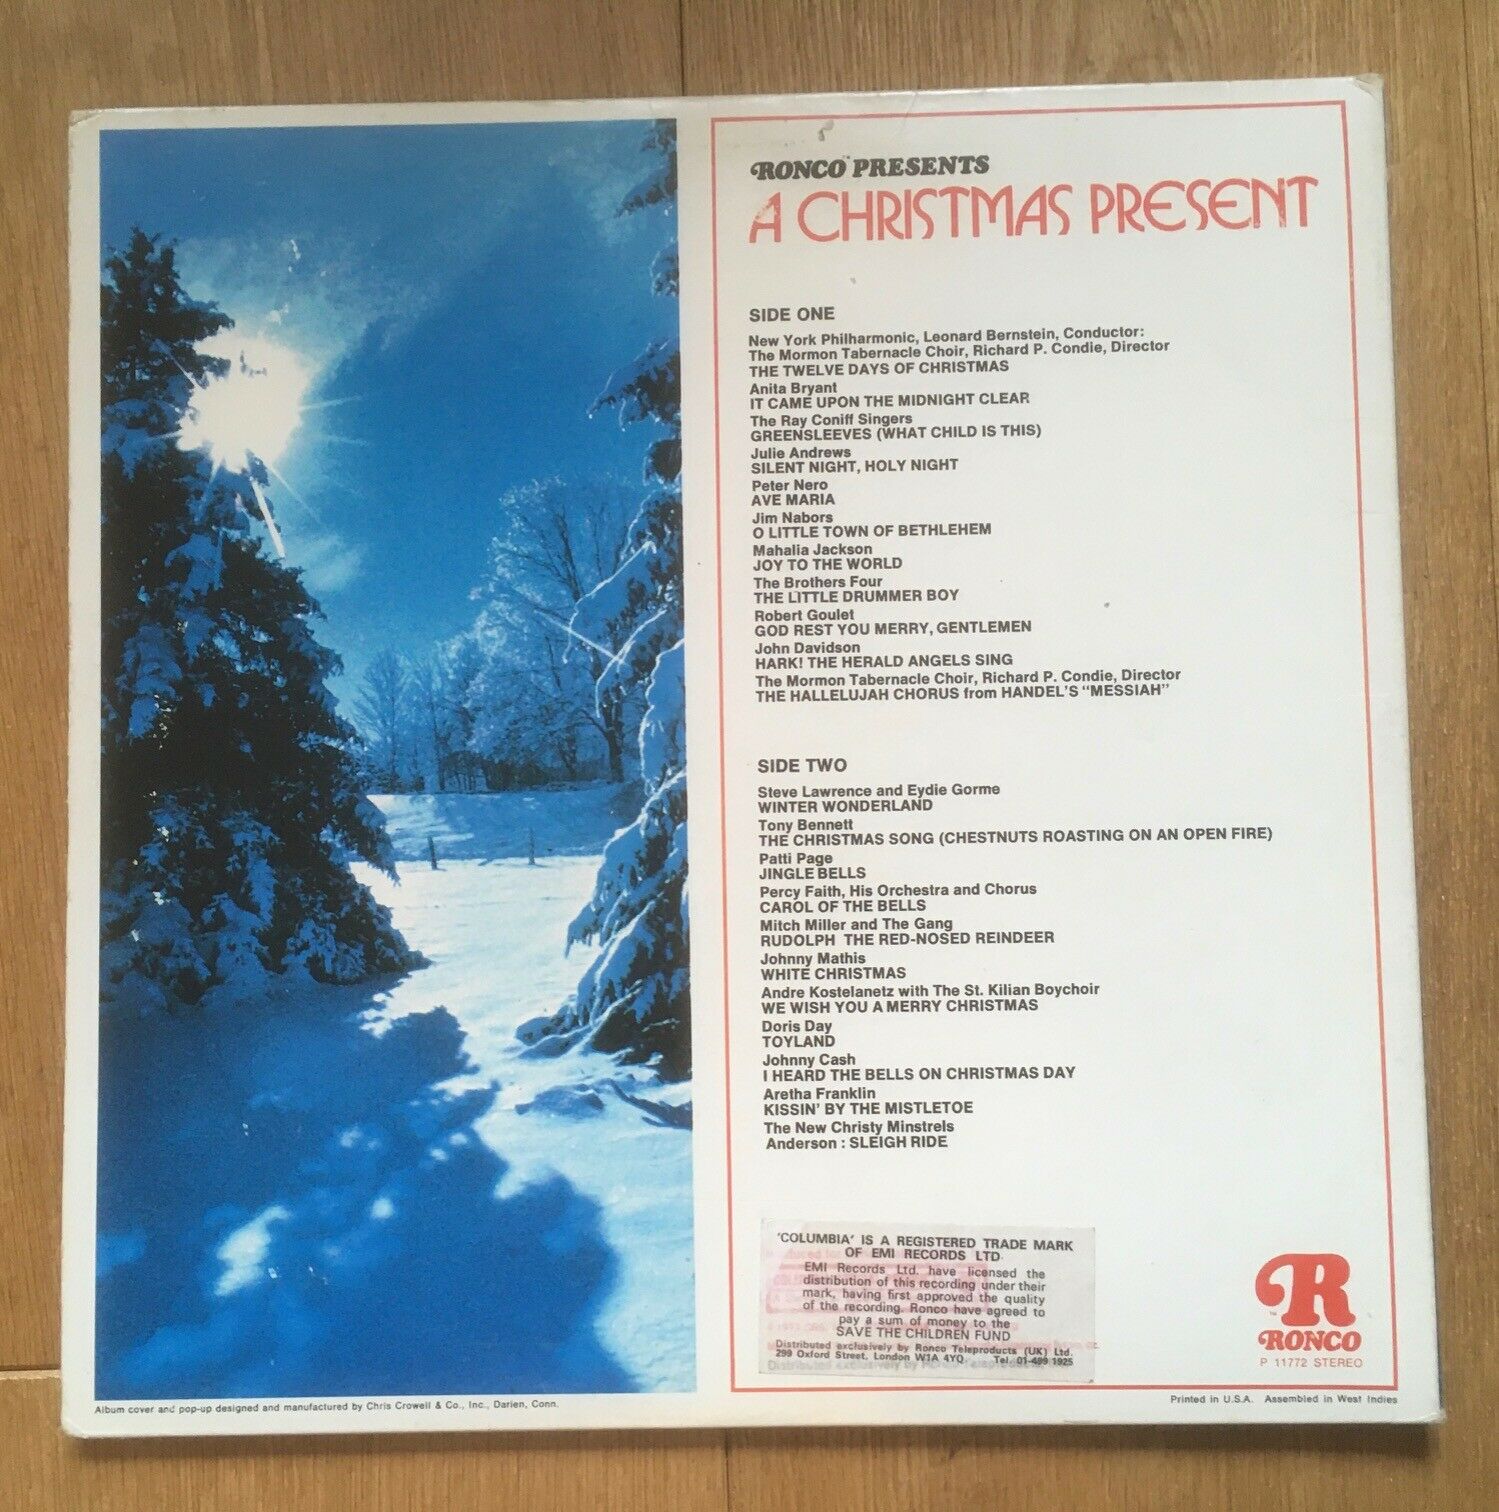 RONCO PRESENTS
A CHRISTMAS PRESENT
SIDE ONE
New York Philharmonic, Leonard Bernstein, Conductor:
The Mormon Tabernacle Choir, Richard P. Condie, Director
THE TWELVE DAYS OF CHRISTMAS
Anita Bryant
IT CAME UPON THE MIDNIGHT CLEAR
The Ray Coniff Singers
GREENSLEEVES (WHAT CHILD IS THIS)
Julie Andrews
SILENT NIGHT, HOLY NIGHT
Peter Nero
AVE MARIA
Jim Nabors
O LITTLE TOWN OF BETHLEHEM
Mahalia Jackson
JOY TO THE WORLD
The Brothers Four
THE LITTLE DRUMMER BOY
Robert Goulet
GOD REST YOU MERRY, GENTLEMEN
John Davidson
HARK! THE HERALD ANGELS SING
The Mormon Tabernacle Choir, Richard P. Condie, Director
THE HALLELUJAH CHORUS from HANDEL'S "MESSIAH"
SIDE TWO
Steve Lawrence and Eydie Gorme
WINTER WONDERLAND
Tony Bennett
THE CHRISTMAS SONG (CHESTNUTS ROASTING ON AN OPEN FIRE)
Patti Page
JINGLE BELLS
Percy Faith, His Orchestra and Chorus
CAROL OF THE BELLS
Mitch Miller and The Gang
RUDOLPH THE RED-NOSED REINDEER
Johnny Mathis
WHITE CHRISTMAS
Andre Kostelanetz with The St. Kilian Boychoir
WE WISH YOU A MERRY CHRISTMAS
Doris Day
TOYLAND
Johnny Cash
I HEARD THE BELLS ON CHRISTMAS DAY
Aretha Franklin
KISSIN' BY THE MISTLETOE
The New Christy Minstrels
Anderson : SLEIGH RIDE
'COLUMBIA' IS A REGISTERED TRADE MARK
OF EMI RECORDS LTD.
EMI Records Ltd. have licensed the
distribution of this recording under their
mark, having first approved the quality
of the recording. Ronco have agreed to
pay a sum of money to the
SAVE THE CHILDREN FUND
Distributed exclusively by Ronco Teleproducts (UK) Ltd.
299 Oxford Street, London W1A 4YQ Tel. 01-499 1925
R
RONCO
P 11772 STEREO
Album cover and pop-up designed and manufactured by Chris Crowell & Co., Inc., Darien, Conn.
Printed in U.S.A. Assembled in West Indies